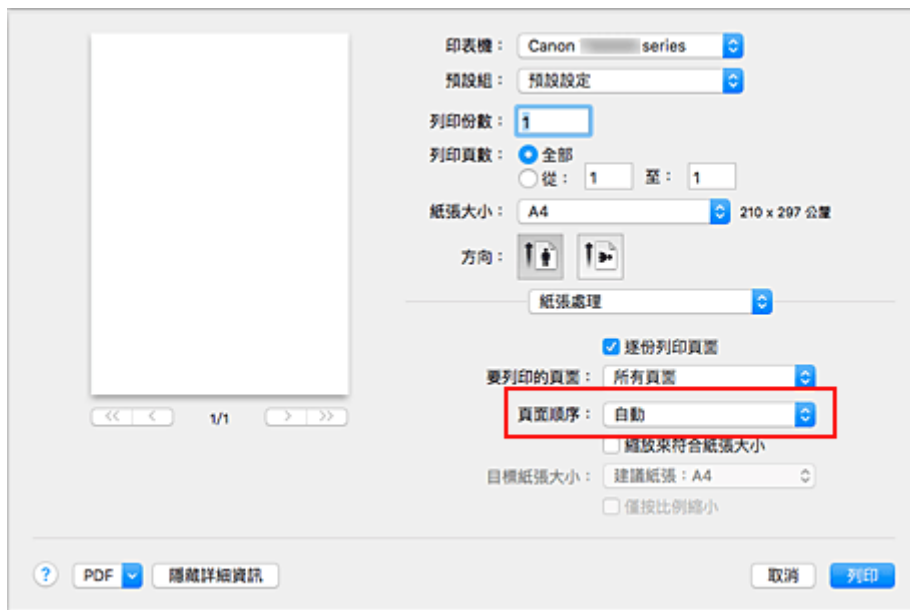 印表機： Canon series
預設組： 預設設定
列印份數： 1
列印頁數： 全部
從： 1 至： 1
紙張大小： A4 210 x 297 公釐
方向：
紙張處理
逐份列印頁面
要列印的頁面： 所有頁面
頁面順序： 自動
縮放來符合紙張大小
目標紙張大小： 建議紙張：A4
僅按比例縮小
<< < 1/1 > >>
? PDF 隱藏詳細資訊 取消 列印